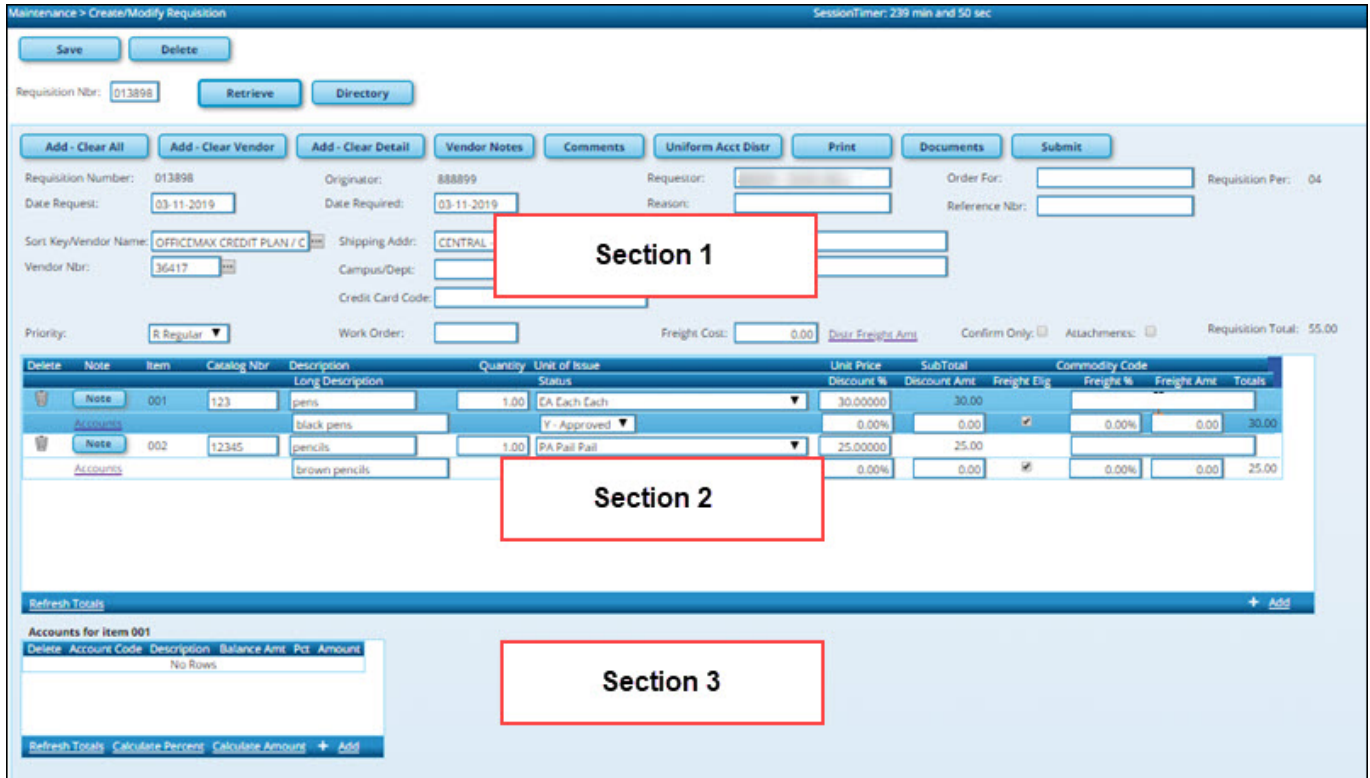 Maintenance > Create/Modify Requisition SessionTimer: 239 min and 50 sec
Save Delete
Requisition Nbr: 013898 Retrieve Directory
Add - Clear All Add - Clear Vendor Add - Clear Detail Vendor Notes Comments Uniform Acct Distr Print Documents Submit
Requisition Number: 013898 Originator: 888899 Requestor: Order For: Requisition Per: 04
Date Request: 03-11-2019 Date Required: 03-11-2019 Reason: Reference Nbr:
Sort Key/Vendor Name: OFFICEMAX CREDIT PLAN / C Shipping Addr: CENTRAL -
Section 1
Vendor Nbr: 36417 Campus/Dept:
Credit Card Code:
Priority: R Regular Work Order: Freight Cost: 0.00 Distr Freight Amt Confirm Only: Attachments: Requisition Total: 55.00
Delete Note Item Catalog Nbr Description Quantity Unit of Issue Unit Price SubTotal Commodity Code
Long Description Status Discount % Discount Amt Freight Elig Freight % Freight Amt Totals
Note 001 123 pens 1.00 EA Each Each 30.00000 30.00
Accounts black pens Y - Approved 0.00% 0.00 0.00% 0.00 30.00
Note 002 12345 pencils 1.00 PA Pail Pail 25.00000 25.00
Accounts brown pencils 0.00% 0.00 0.00% 0.00 25.00
Section 2
Refresh Totals + Add
Accounts for item 001
Delete Account Code Description Balance Amt Pct Amount
No Rows
Section 3
Refresh Totals Calculate Percent Calculate Amount + Add